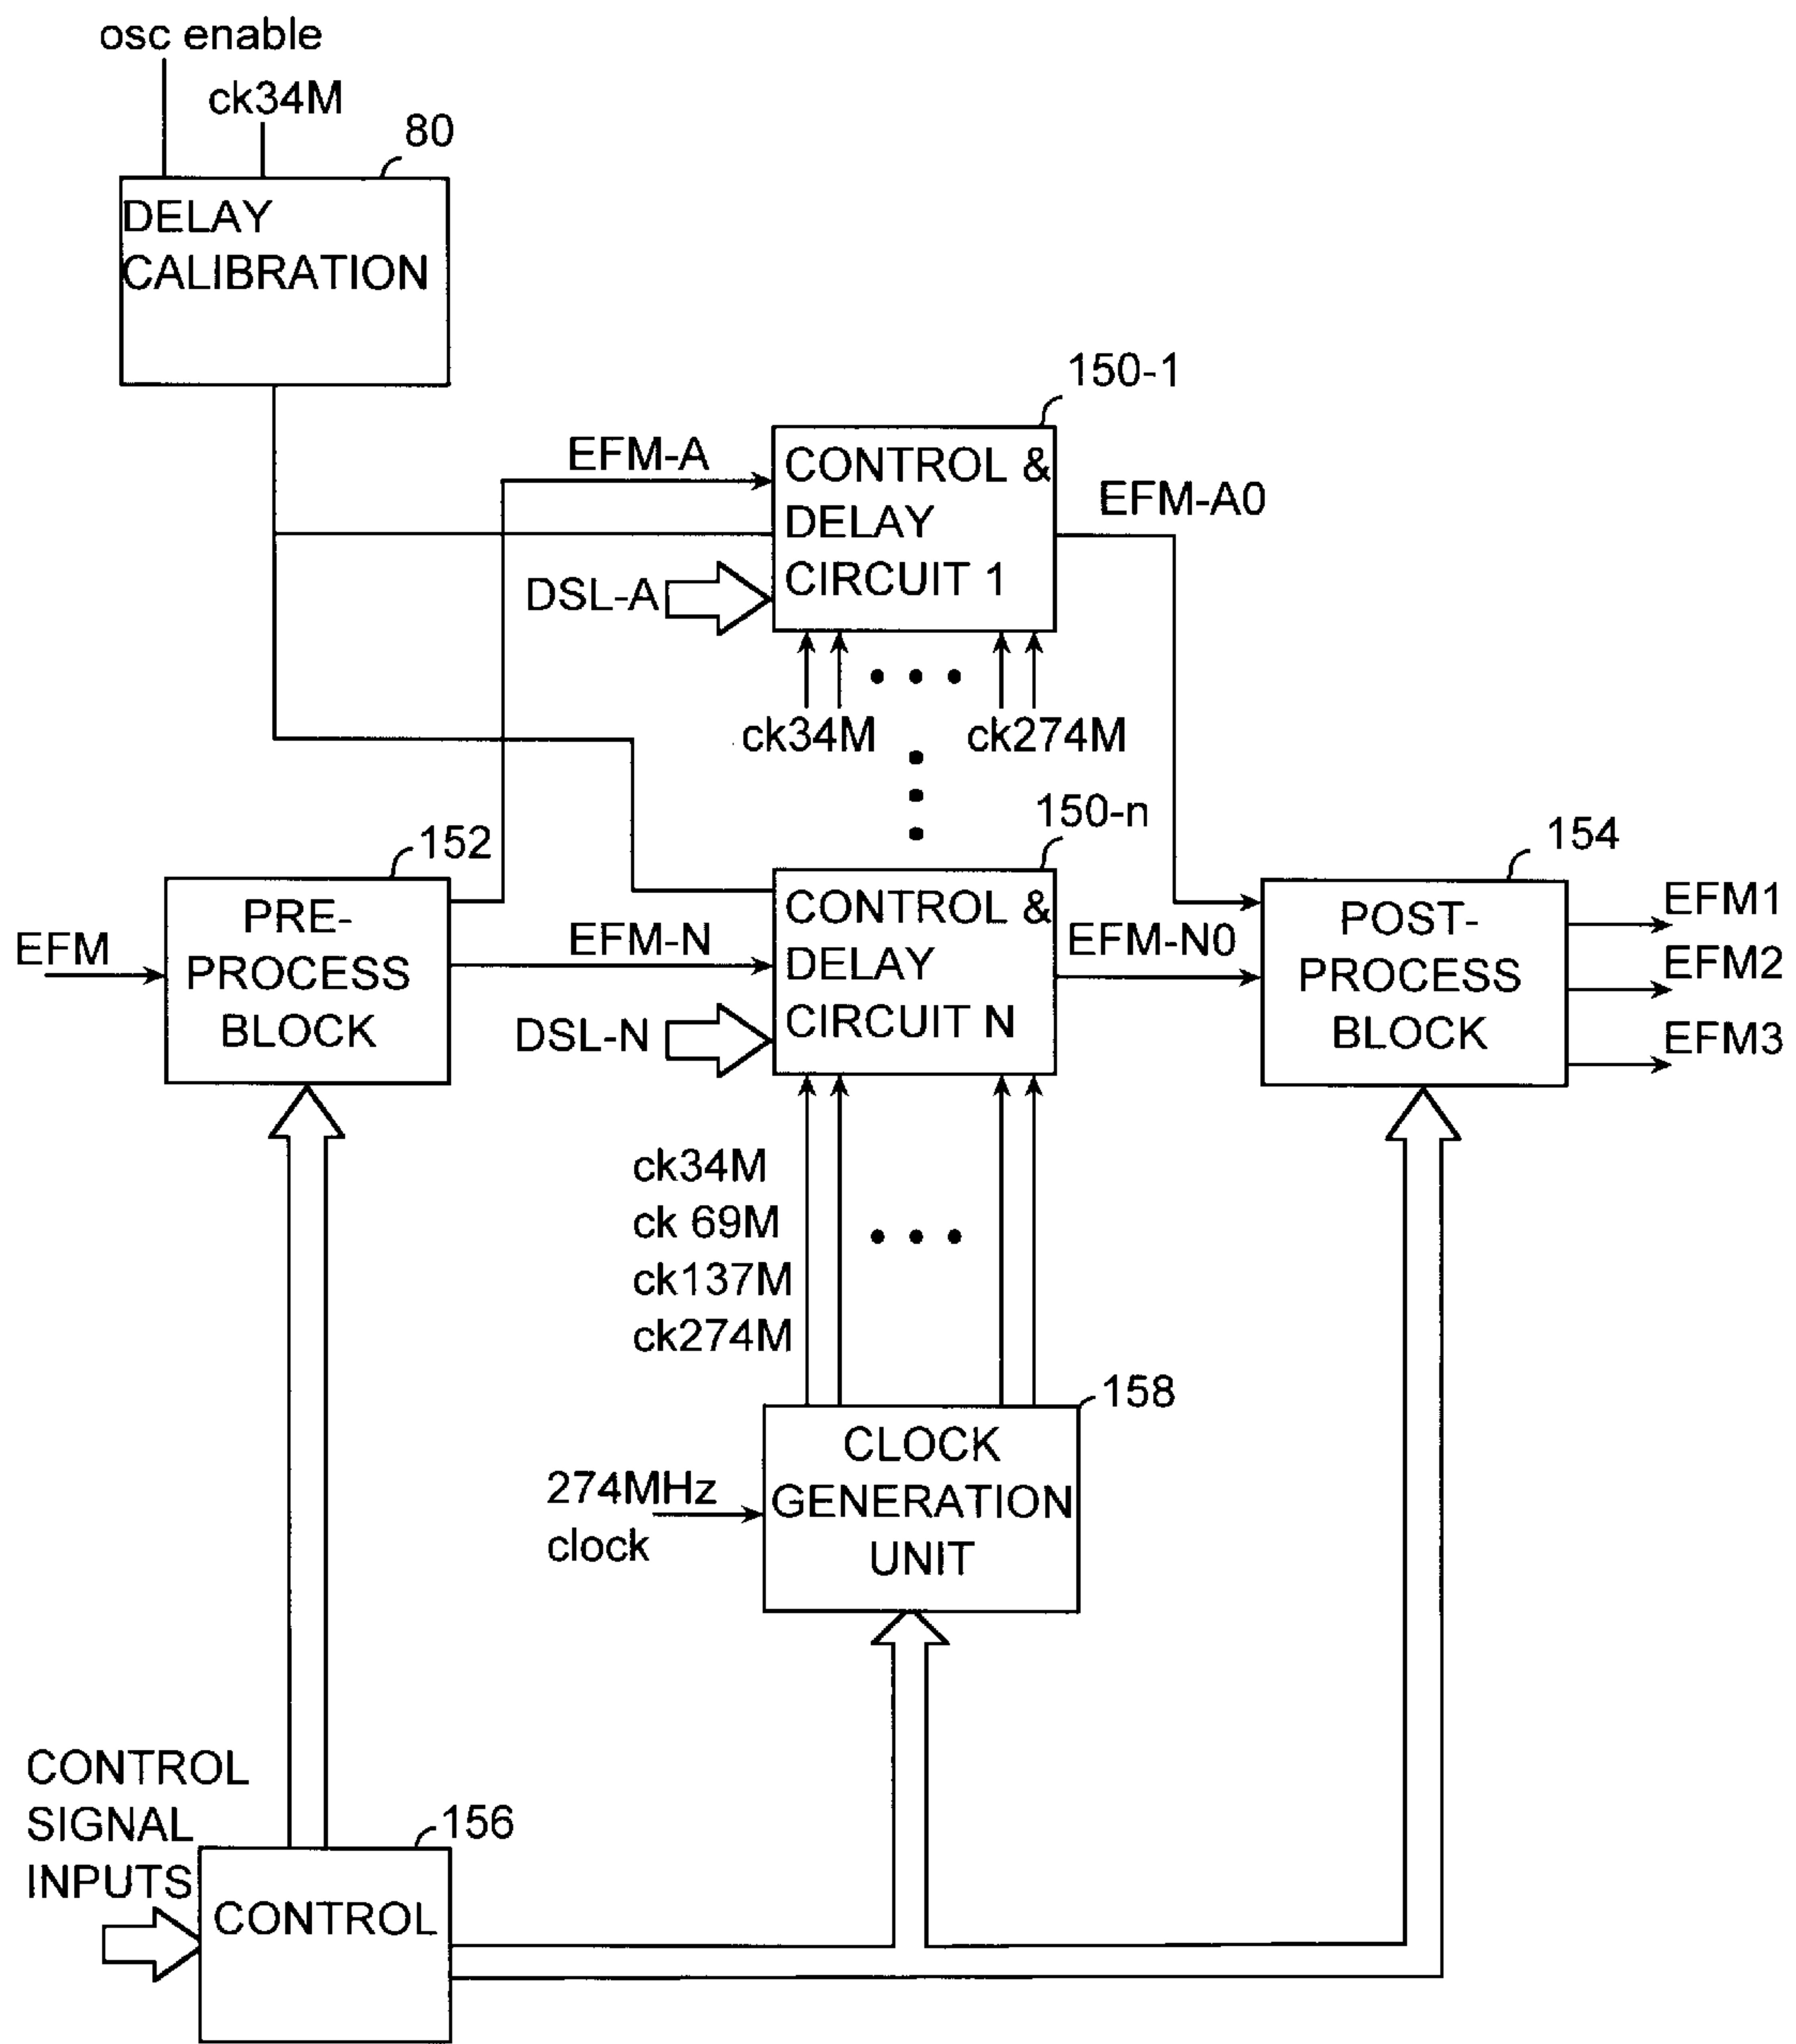 osc enable
ck34M
80
DELAY
CALIBRATION
150-1
EFM-A
CONTROL &
DELAY
CIRCUIT 1
EFM-A0
DSL-A
ck34M
ck274M
150-n
152
154
PRE-
PROCESS
BLOCK
EFM
EFM-N
CONTROL &
DELAY
CIRCUIT N
EFM-N0
DSL-N
POST-
PROCESS
BLOCK
EFM1
EFM2
EFM3
ck34M
ck 69M
ck137M
ck274M
158
274MHz
clock
CLOCK
GENERATION
UNIT
CONTROL
SIGNAL
INPUTS
156
CONTROL